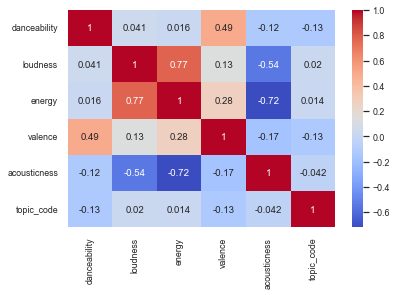 danceability 1 0.041 0.016 0.49 -0.12 -0.13
loudness 0.041 1 0.77 0.13 -0.54 0.02
energy 0.016 0.77 1 0.28 -0.72 0.014
valence 0.49 0.13 0.28 1 -0.17 -0.13
acousticness -0.12 -0.54 -0.72 -0.17 1 -0.042
topic_code -0.13 0.02 0.014 -0.13 -0.042 1
danceability loudness energy valence acousticness topic_code
1.0
0.8
0.6
0.4
0.2
0.0
−0.2
−0.4
−0.6